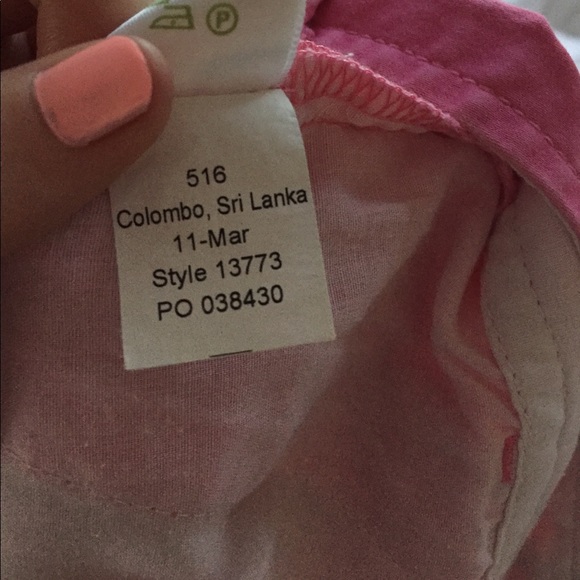 P
516
Colombo, Sri Lanka
11-Mar
Style 13773
PO 038430